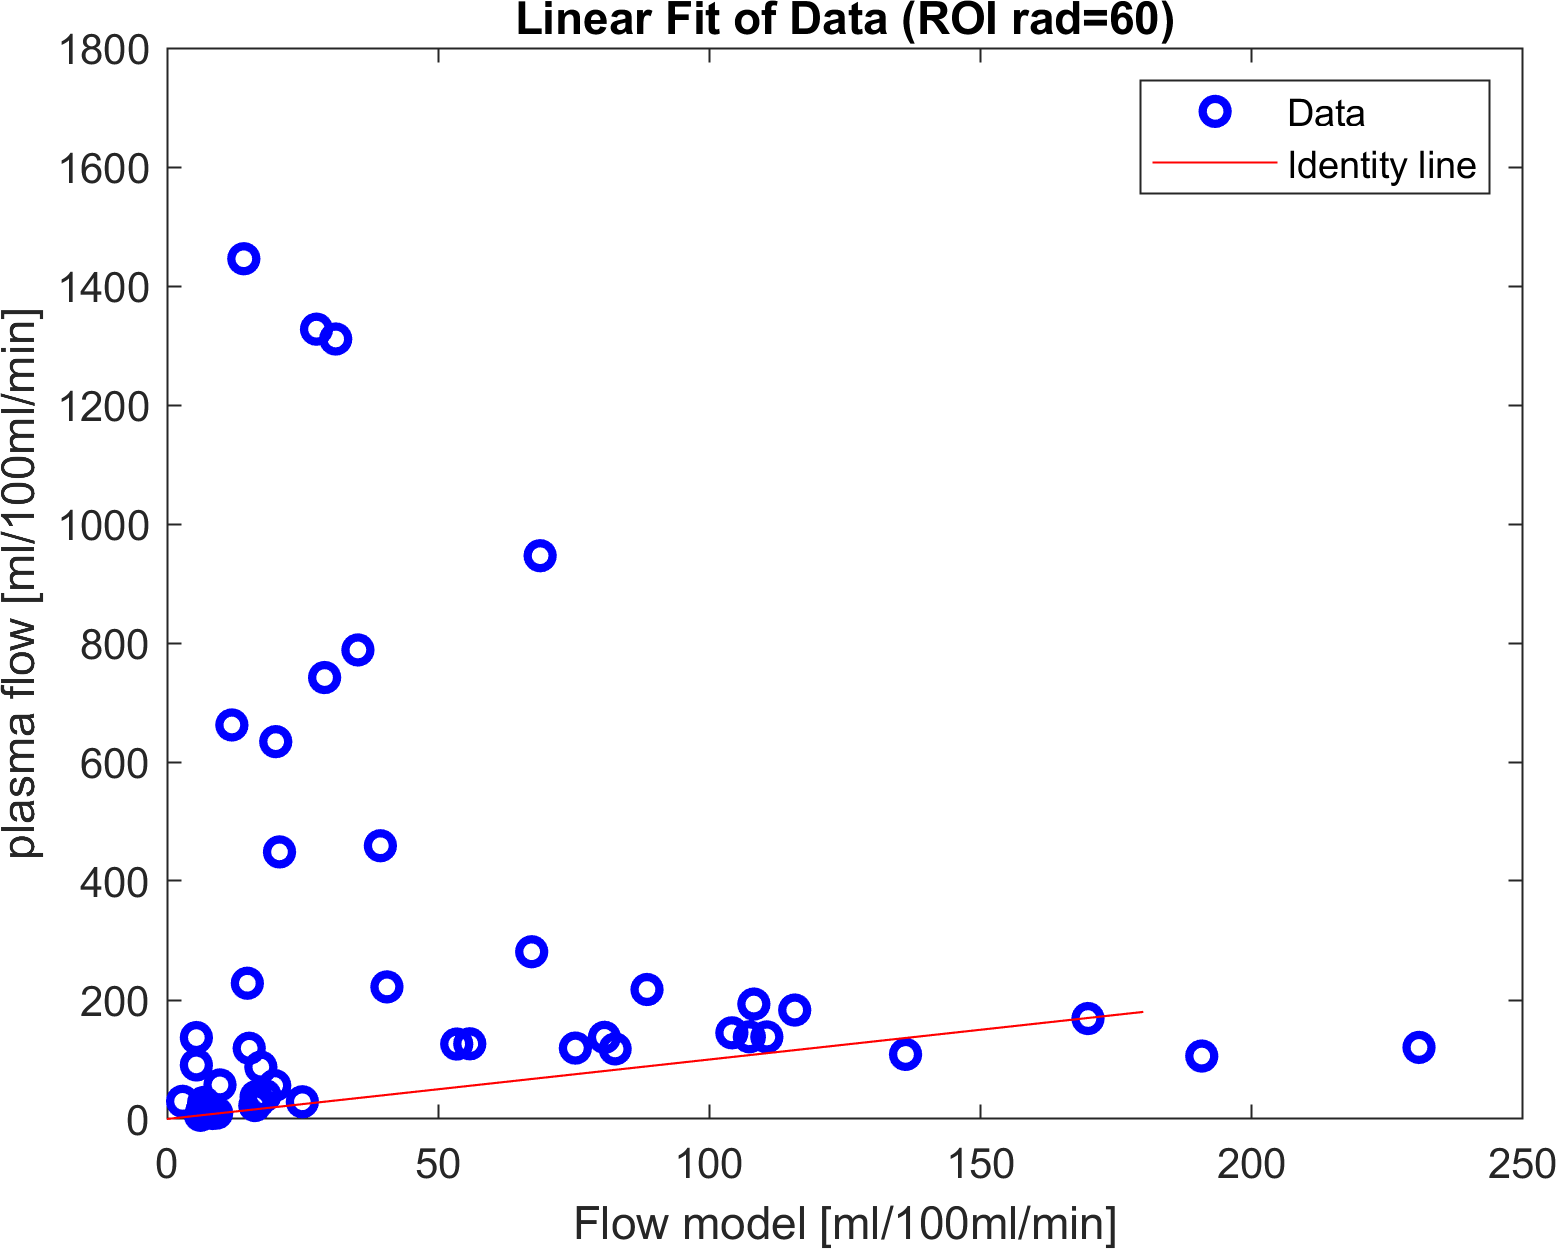 Linear Fit of Data (ROI rad=60)
1800
1600
1400
1200
1000
800
600
400
200
0
plasma flow [ml/100ml/min]
Data
Identity line
0 50 100 150 200 250
Flow model [ml/100ml/min]